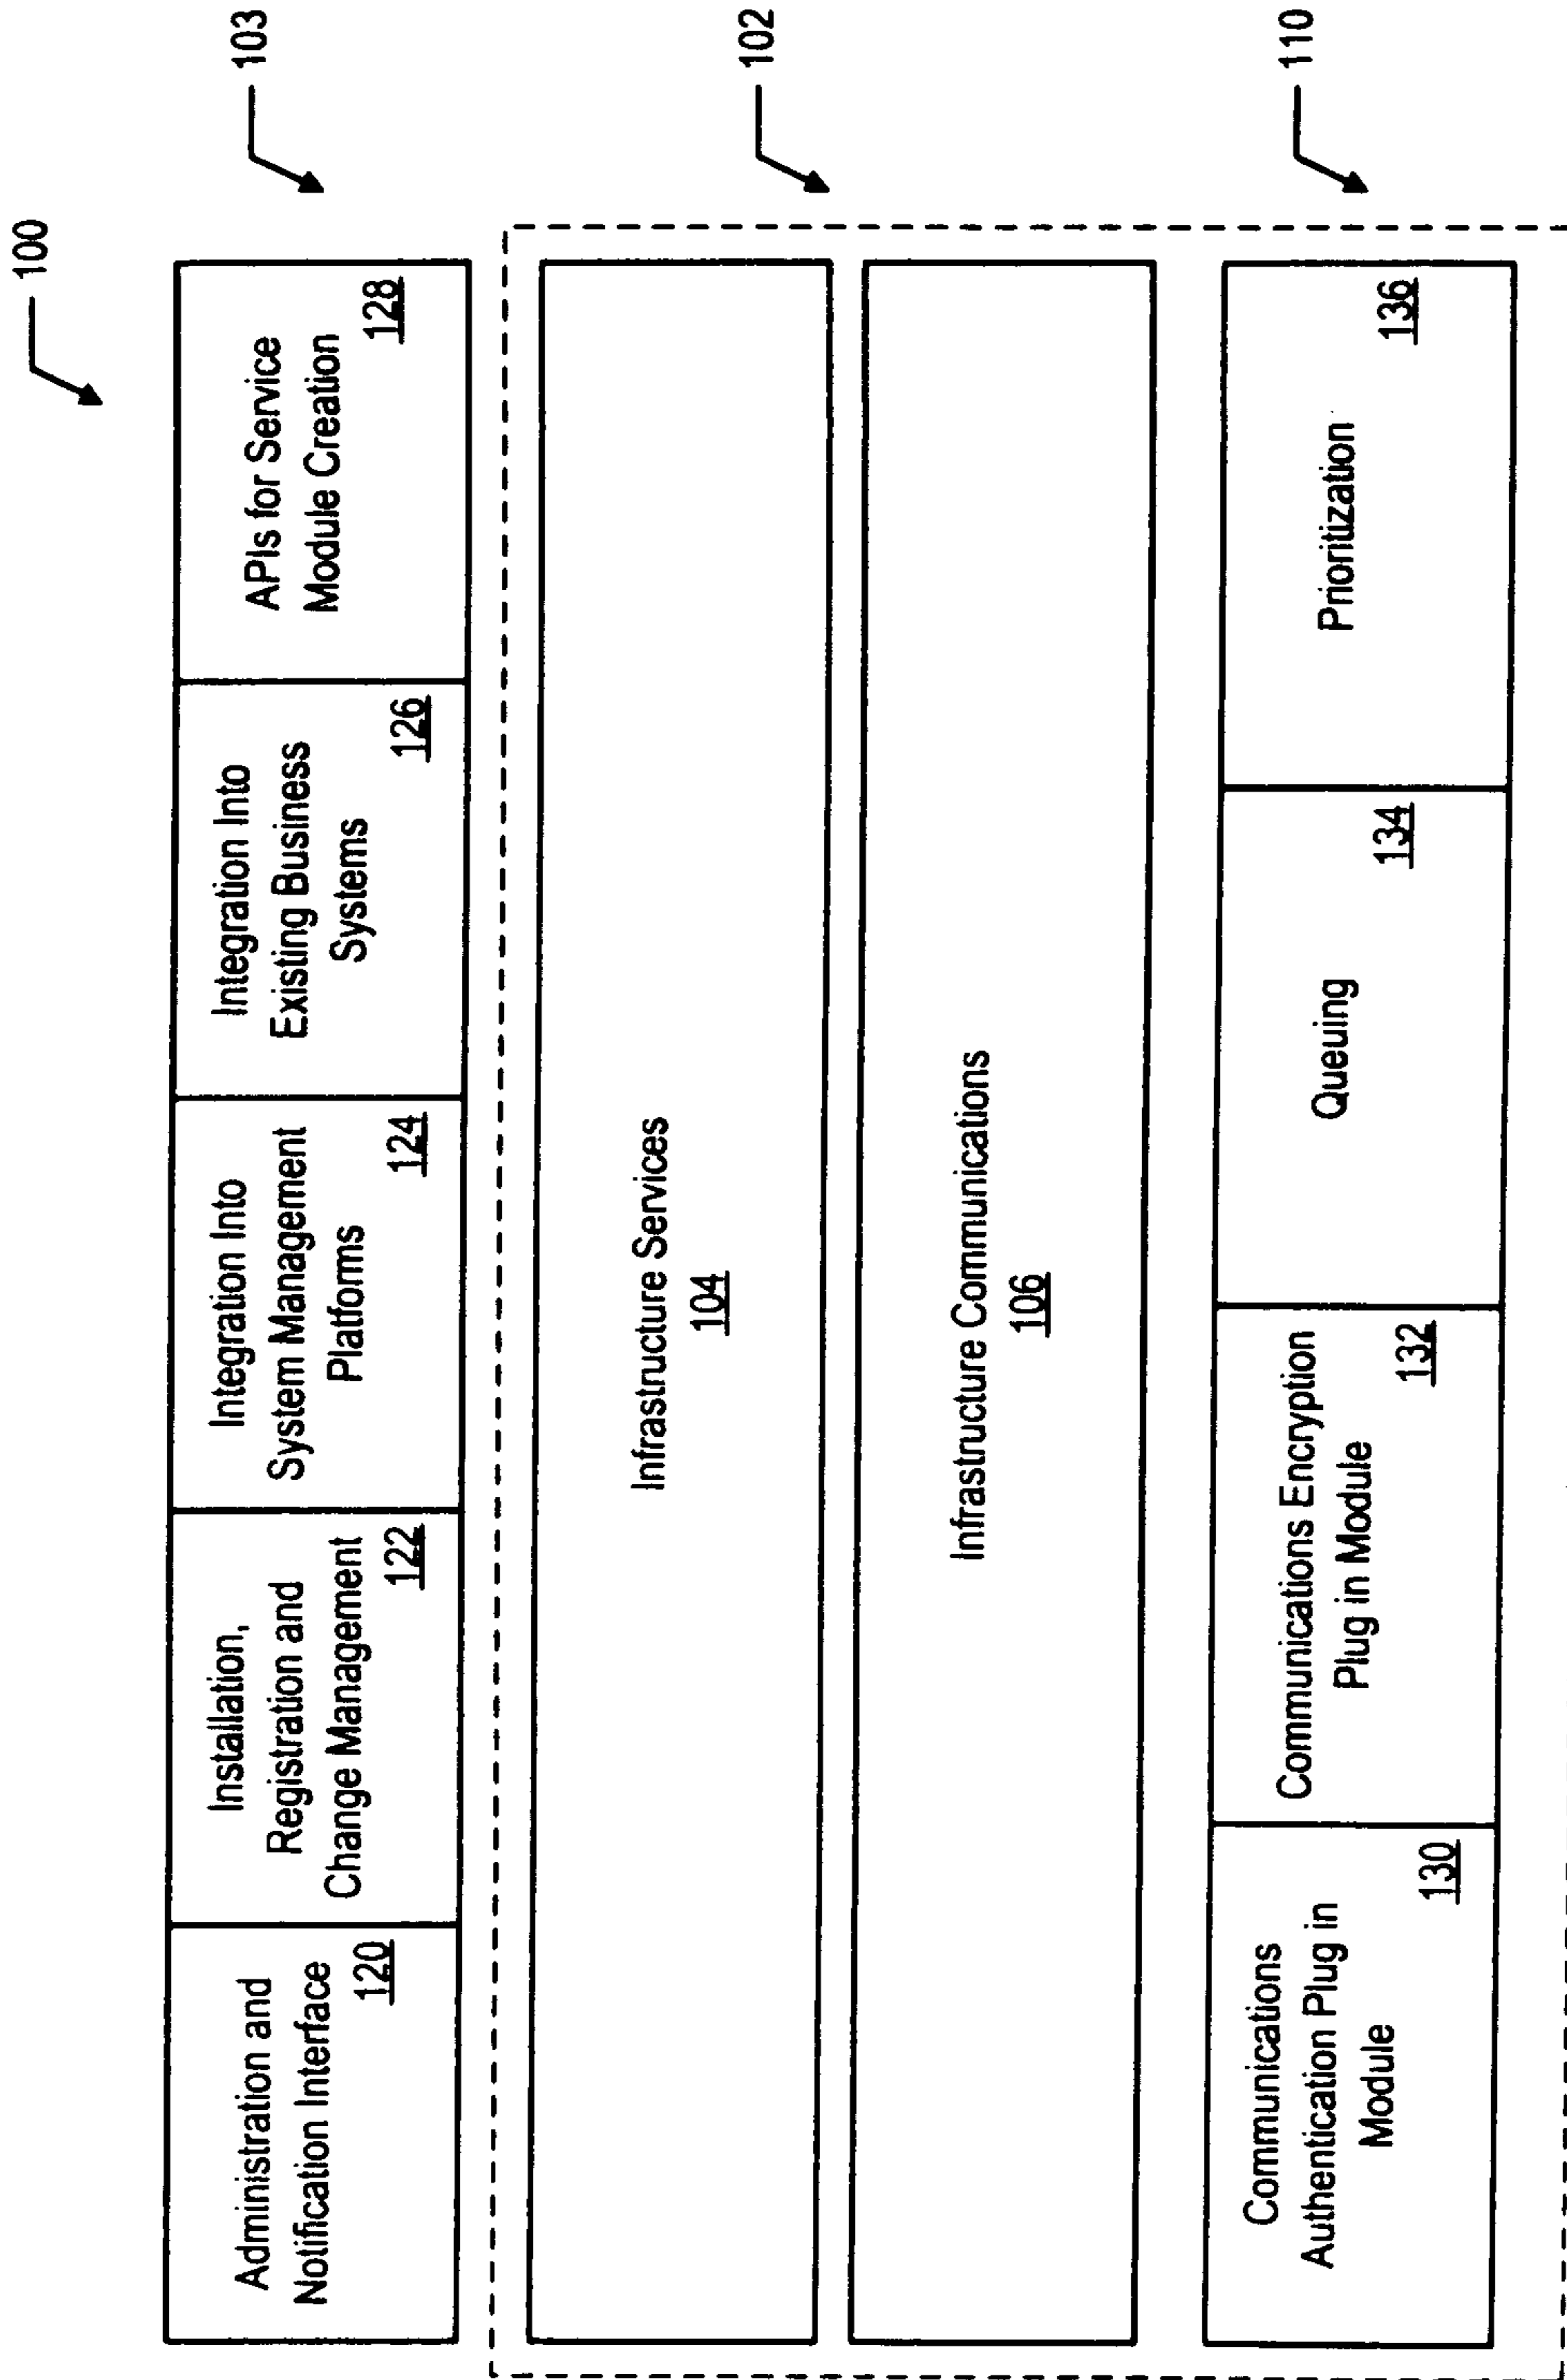 100
103
Administration and
Notification Interface
120
Installation,
Registration and
Change Management
122
Integration Into
System Management
Platforms
124
Integration Into
Existing Business
Systems
126
APIs for Service
Module Creation
128
102
Infrastructure Services
104
Infrastructure Communications
106
110
Communications
Authentication Plug in
Module
130
Communications Encryption
Plug in Module
132
Queuing
134
Prioritization
136